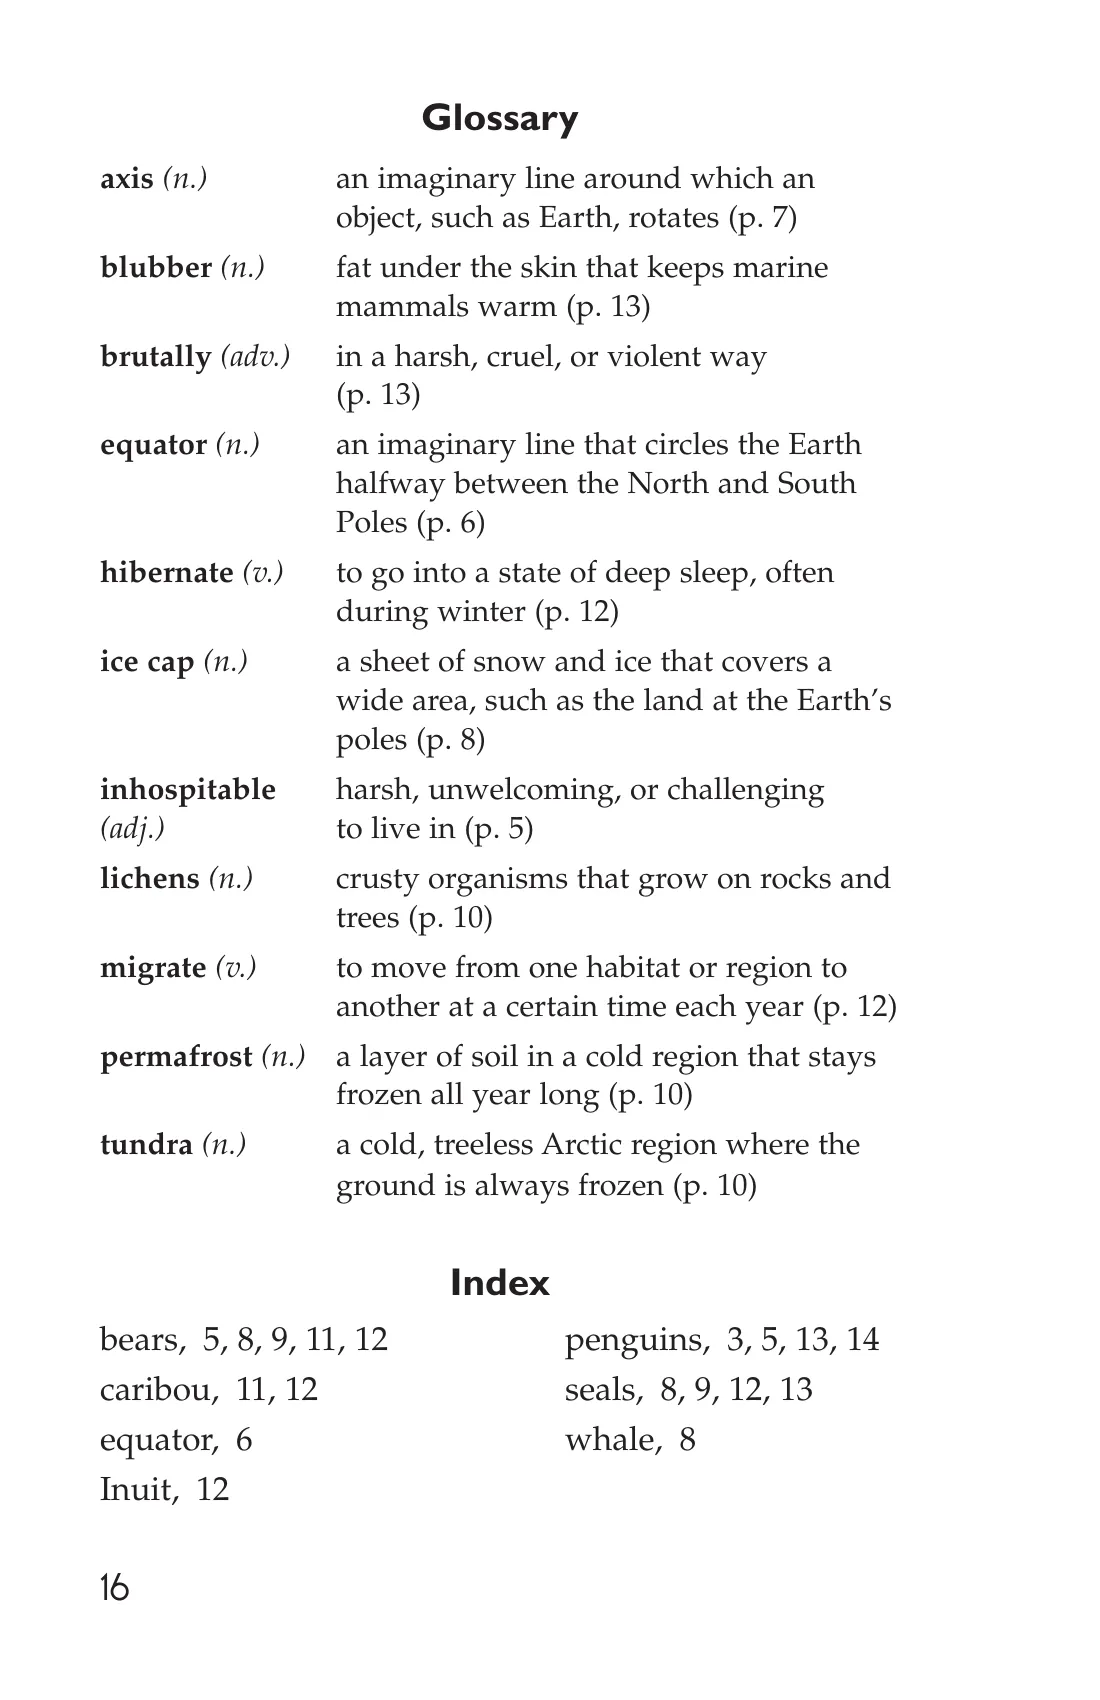 Glossary
axis (n.) an imaginary line around which an
object, such as Earth, rotates (p. 7)
blubber (n.) fat under the skin that keeps marine
mammals warm (p. 13)
brutally (adv.) in a harsh, cruel, or violent way
(p. 13)
equator (n.) an imaginary line that circles the Earth
halfway between the North and South
Poles (p. 6)
hibernate (v.) to go into a state of deep sleep, often
during winter (p. 12)
ice cap (n.) a sheet of snow and ice that covers a
wide area, such as the land at the Earth’s
poles (p. 8)
inhospitable harsh, unwelcoming, or challenging
(adj.) to live in (p. 5)
lichens (n.) crusty organisms that grow on rocks and
trees (p. 10)
migrate (v.) to move from one habitat or region to
another at a certain time each year (p. 12)
permafrost (n.) a layer of soil in a cold region that stays
frozen all year long (p. 10)
tundra (n.) a cold, treeless Arctic region where the
ground is always frozen (p. 10)
Index
bears, 5, 8, 9, 11, 12
caribou, 11, 12
equator, 6
Inuit, 12
penguins, 3, 5, 13, 14
seals, 8, 9, 12, 13
whale, 8
16